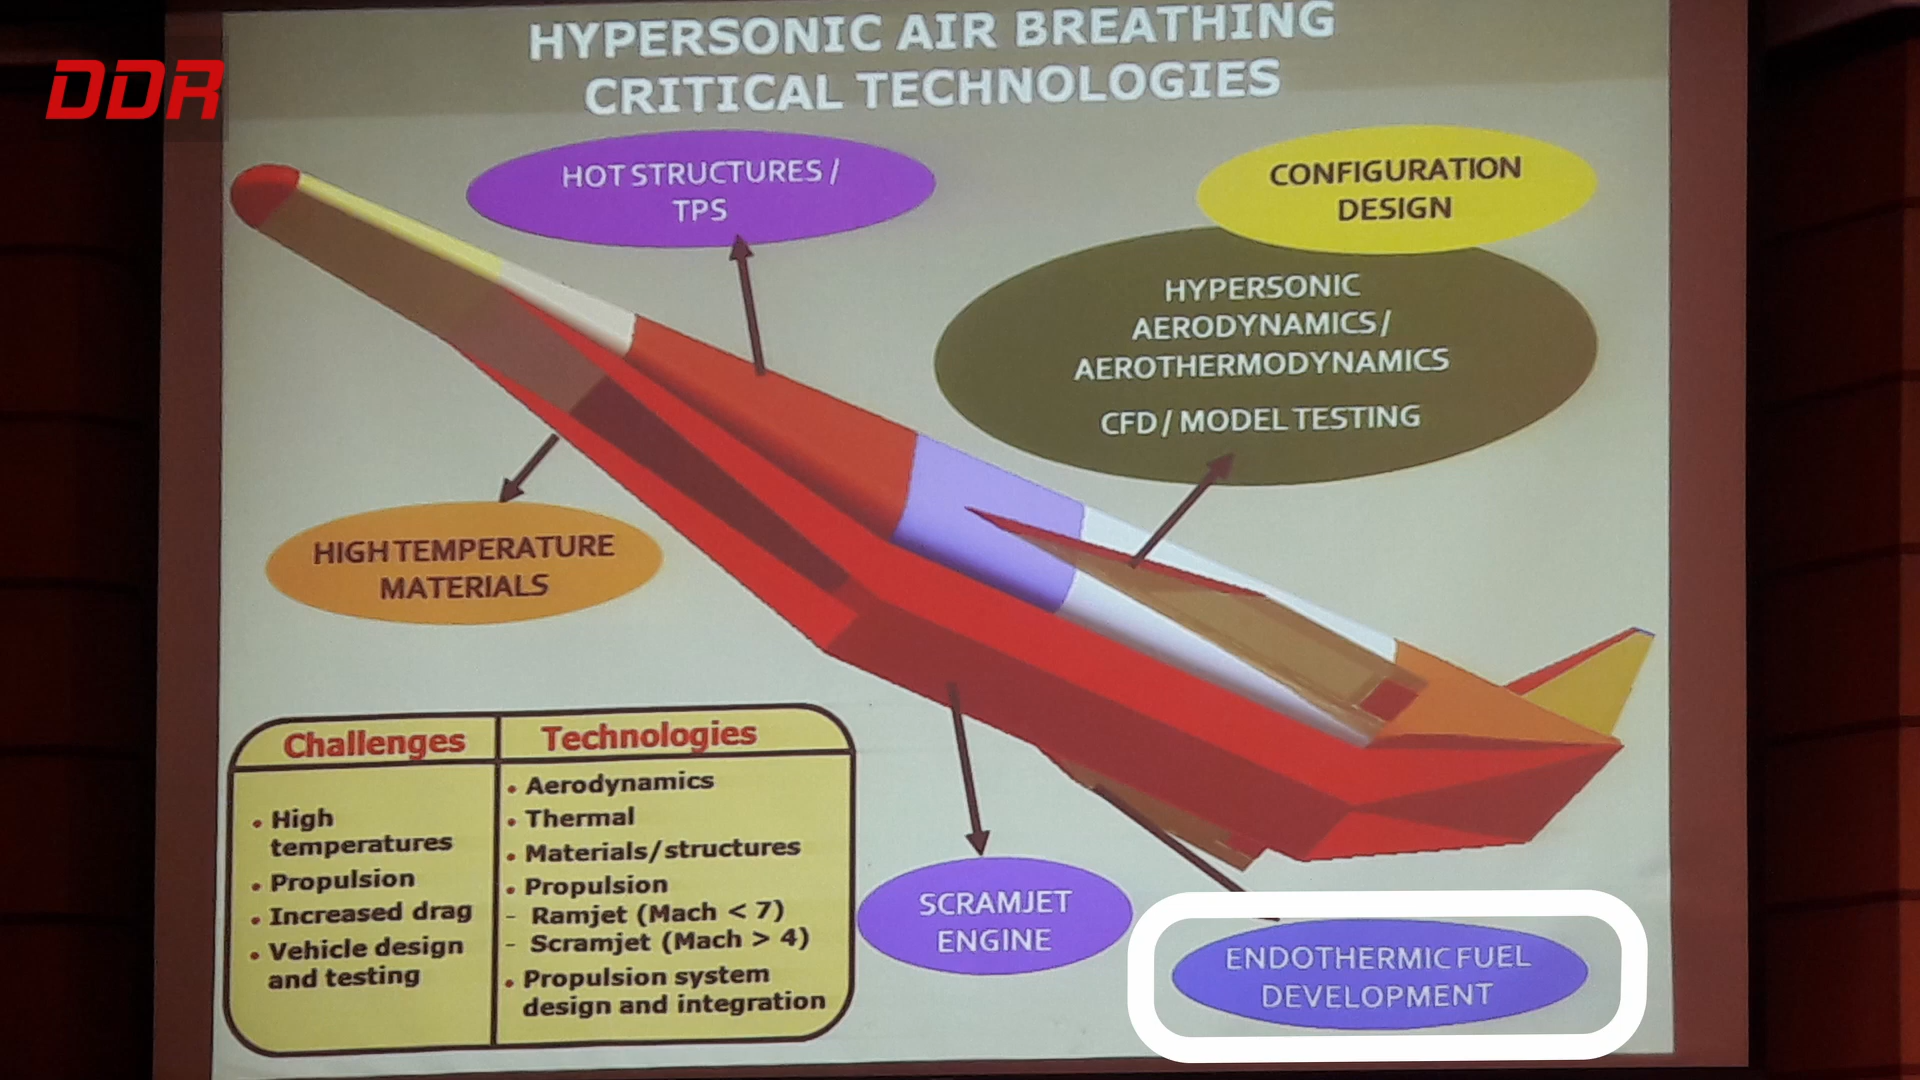 HYPERSONIC AIR BREATHING
CRITICAL TECHNOLOGIES
DDR
HOT STRUCTURES /
TPS
CONFIGURATION
DESIGN
HYPERSONIC
AERODYNAMICS /
AEROTHERMODYNAMICS
CFD / MODEL TESTING
HIGH TEMPERATURE
MATERIALS
Challenges
• High
temperatures
• Propulsion
• Increased drag
• Vehicle design
and testing
Technologies
• Aerodynamics
• Thermal
• Materials/structures
• Propulsion
- Ramjet (Mach < 7)
- Scramjet (Mach > 4)
• Propulsion system
design and integration
SCRAMJET
ENGINE
ENDOTHERMIC FUEL
DEVELOPMENT